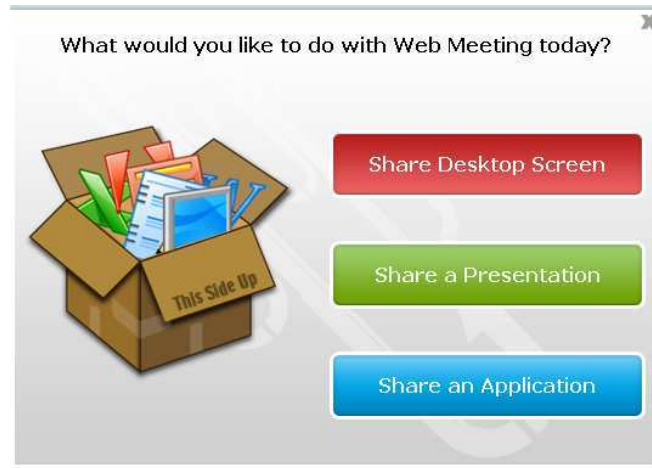 What would you like to do with Web Meeting today?
Share Desktop Screen
Share a Presentation
This Side Up
Share an Application